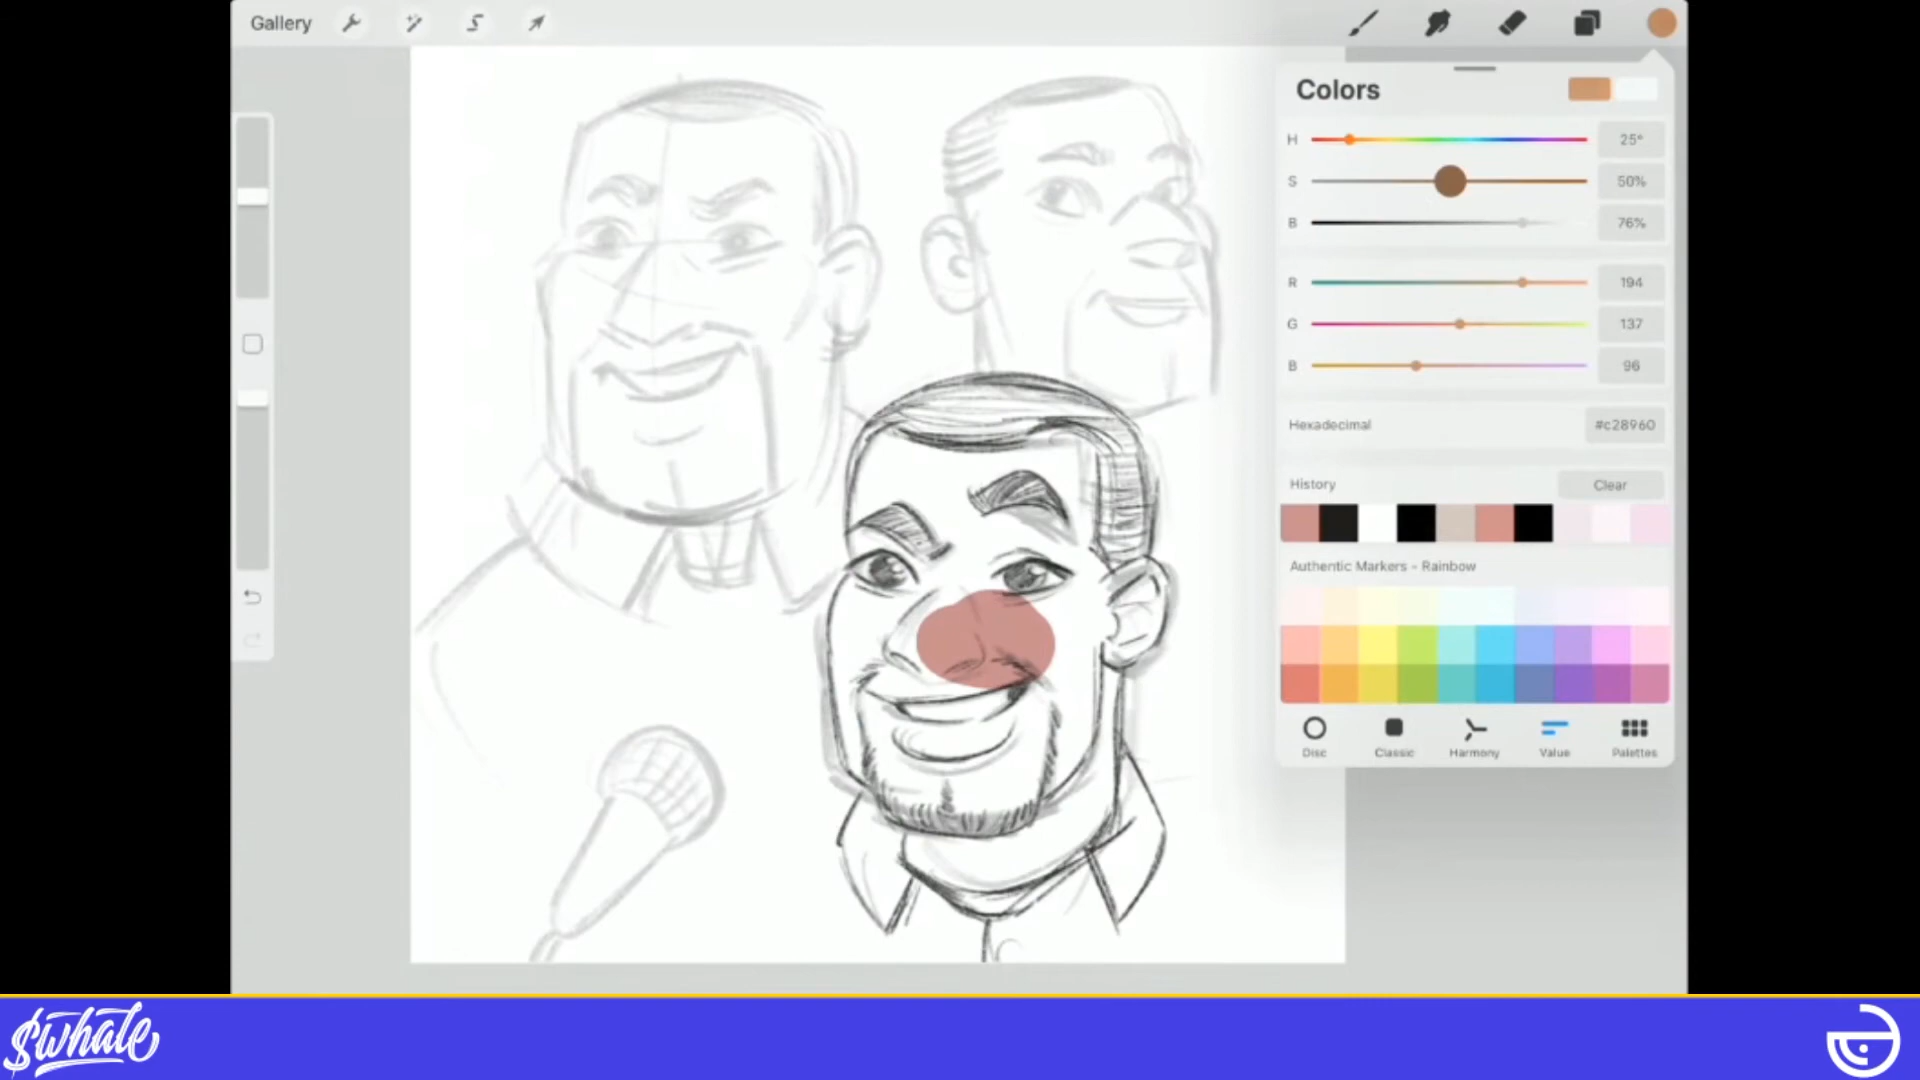 Gallery
Colors
H 25°
S 50%
B 76%
R 194
G 137
B 96
Hexadecimal #c28960
History Clear
Authentic Markers - Rainbow
Disc Classic Harmony Value Palettes
$whale